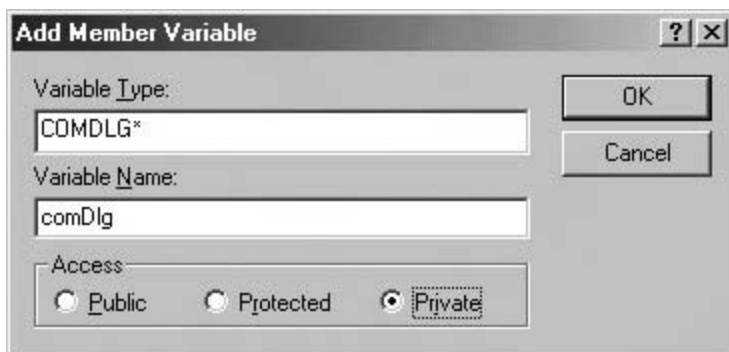 Add Member Variable
Variable Type:
COMDLG*
Variable Name:
comDlg
Access
Public Protected Private
OK
Cancel